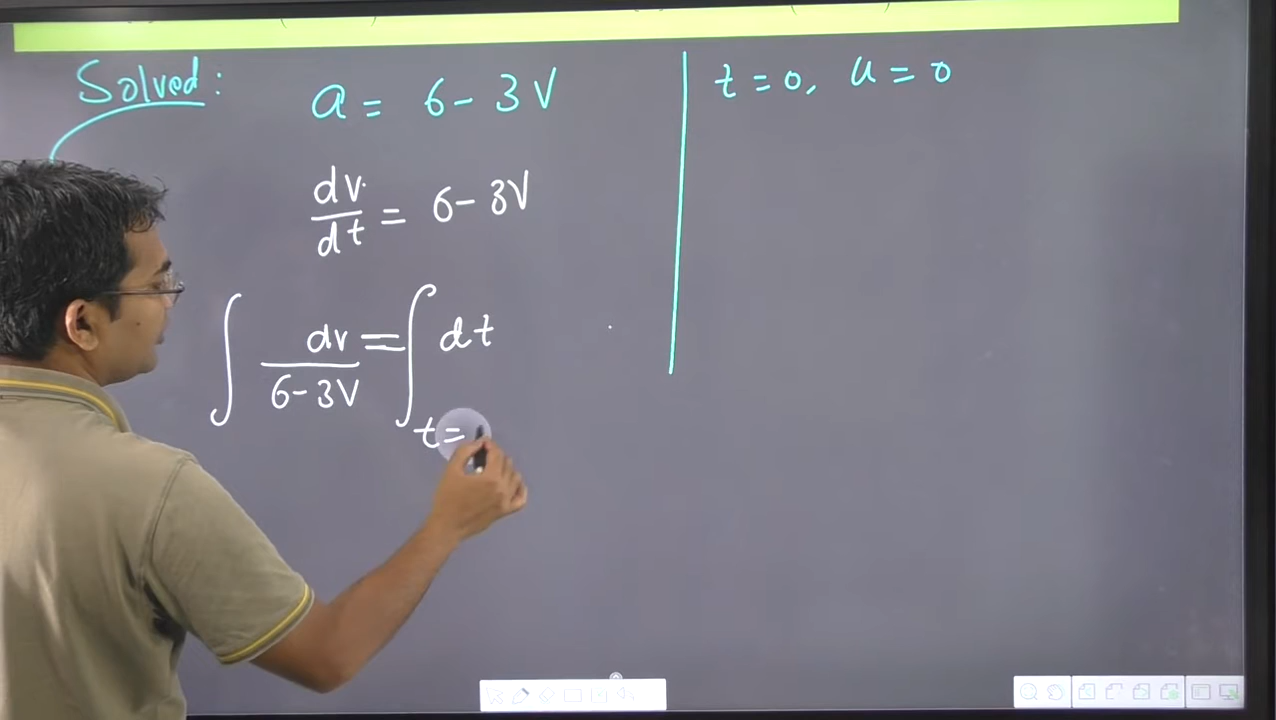 Solved : a = 6 - 3V
t = 0, u = 0
dv/dt = 6 - 3V
∫ dv/(6 - 3V) = ∫ dt
t =